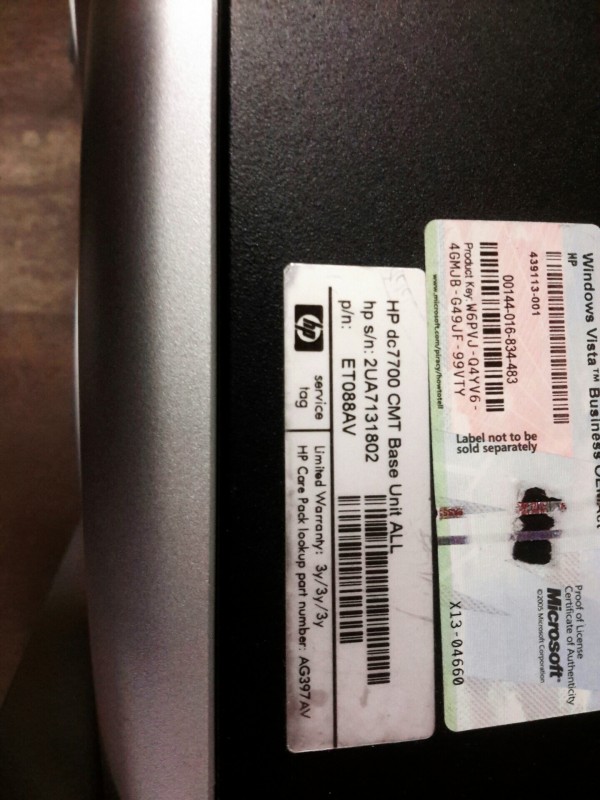 Windows Vista™ Business OEMAct
HP
439113-001
00144-016-834-483
Product Key: W6PVJ-Q4YV6-
4GMJB-G49JF-99VTY
www.microsoft.com/piracy/howtotell
Label not to be
sold separately
Proof of License
Certificate of Authenticity
Microsoft®
©2005 Microsoft Corporation
X13-04660
HP dc7700 CMT Base Unit ALL
hp s/n: 2UA7131802
p/n: ET088AV
hp
service
tag
Limited Warranty: 3y/3y/3y
HP Care Pack lookup part number: AG397AV